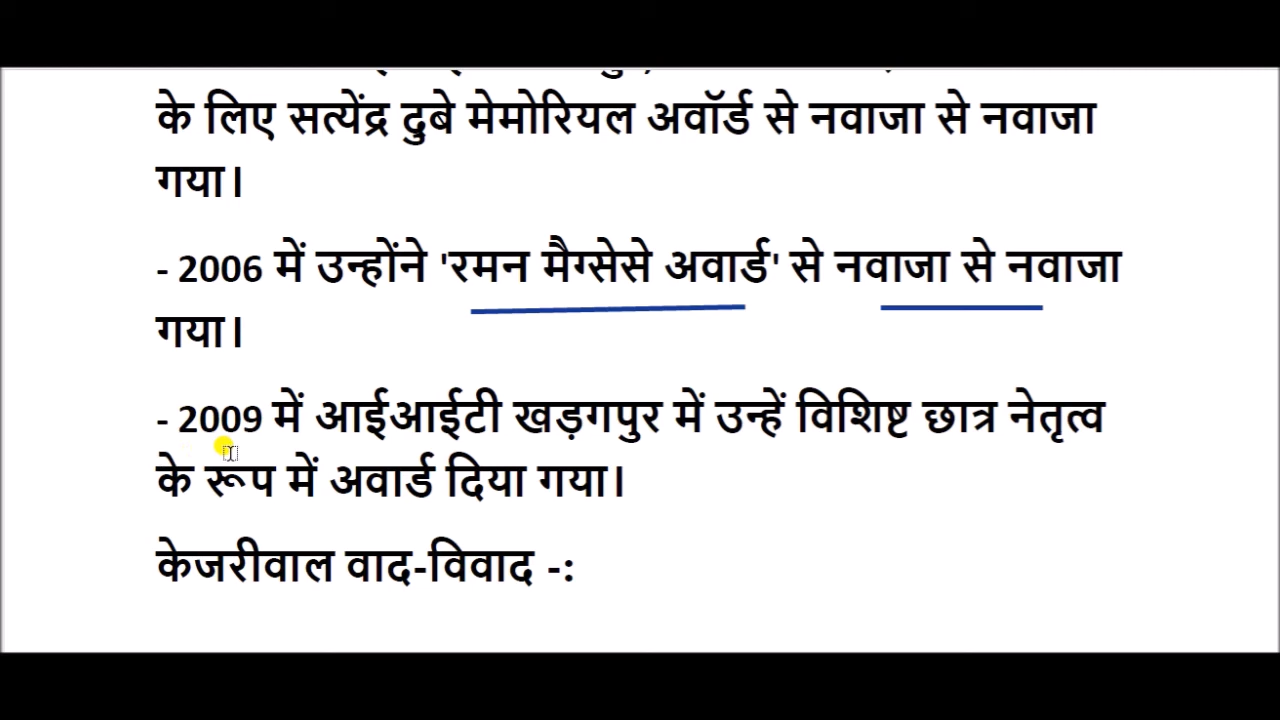 के लिए सत्येंद्र दुबे मेमोरियल अवॉर्ड से नवाजा से नवाजा
गया।
- 2006 में उन्होंने 'रमन मैग्सेसे अवार्ड' से नवाजा से नवाजा
गया।
- 2009 में आईआईटी खड़गपुर में उन्हें विशिष्ट छात्र नेतृत्व
के रूप में अवार्ड दिया गया।
केजरीवाल वाद-विवाद -: